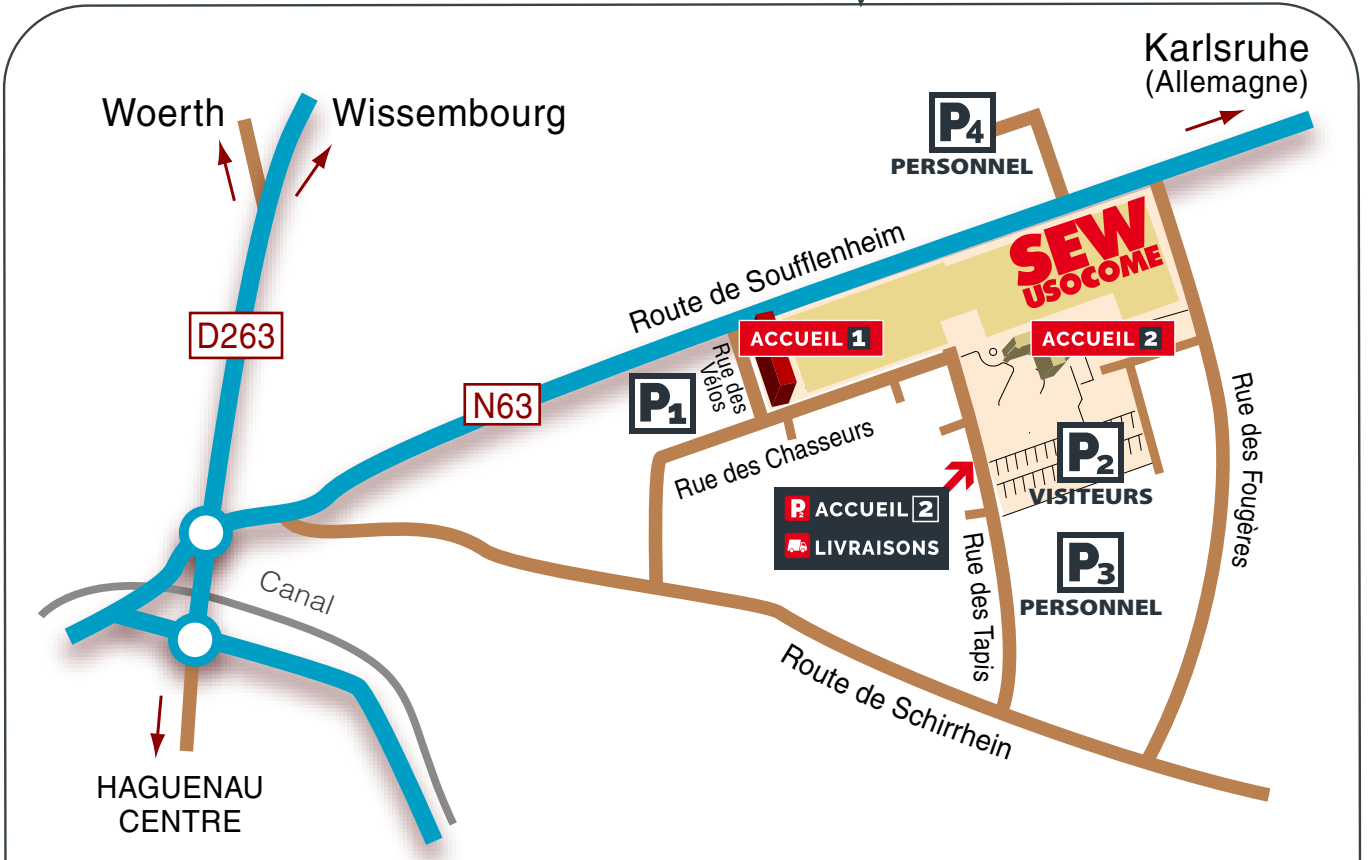 Karlsruhe
(Allemagne)
Woerth
Wissembourg
P4
PERSONNEL
SEW
USOCOME
Route de Soufflenheim
D263
ACCUEIL 1
ACCUEIL 2
Rue des
Vélos
P1
N63
Rue des Chasseurs
Rue des Fougères
P2
VISITEURS
P2 ACCUEIL 2
LIVRAISONS
Rue des Tapis
P3
PERSONNEL
Canal
Route de Schirrhein
HAGUENAU
CENTRE